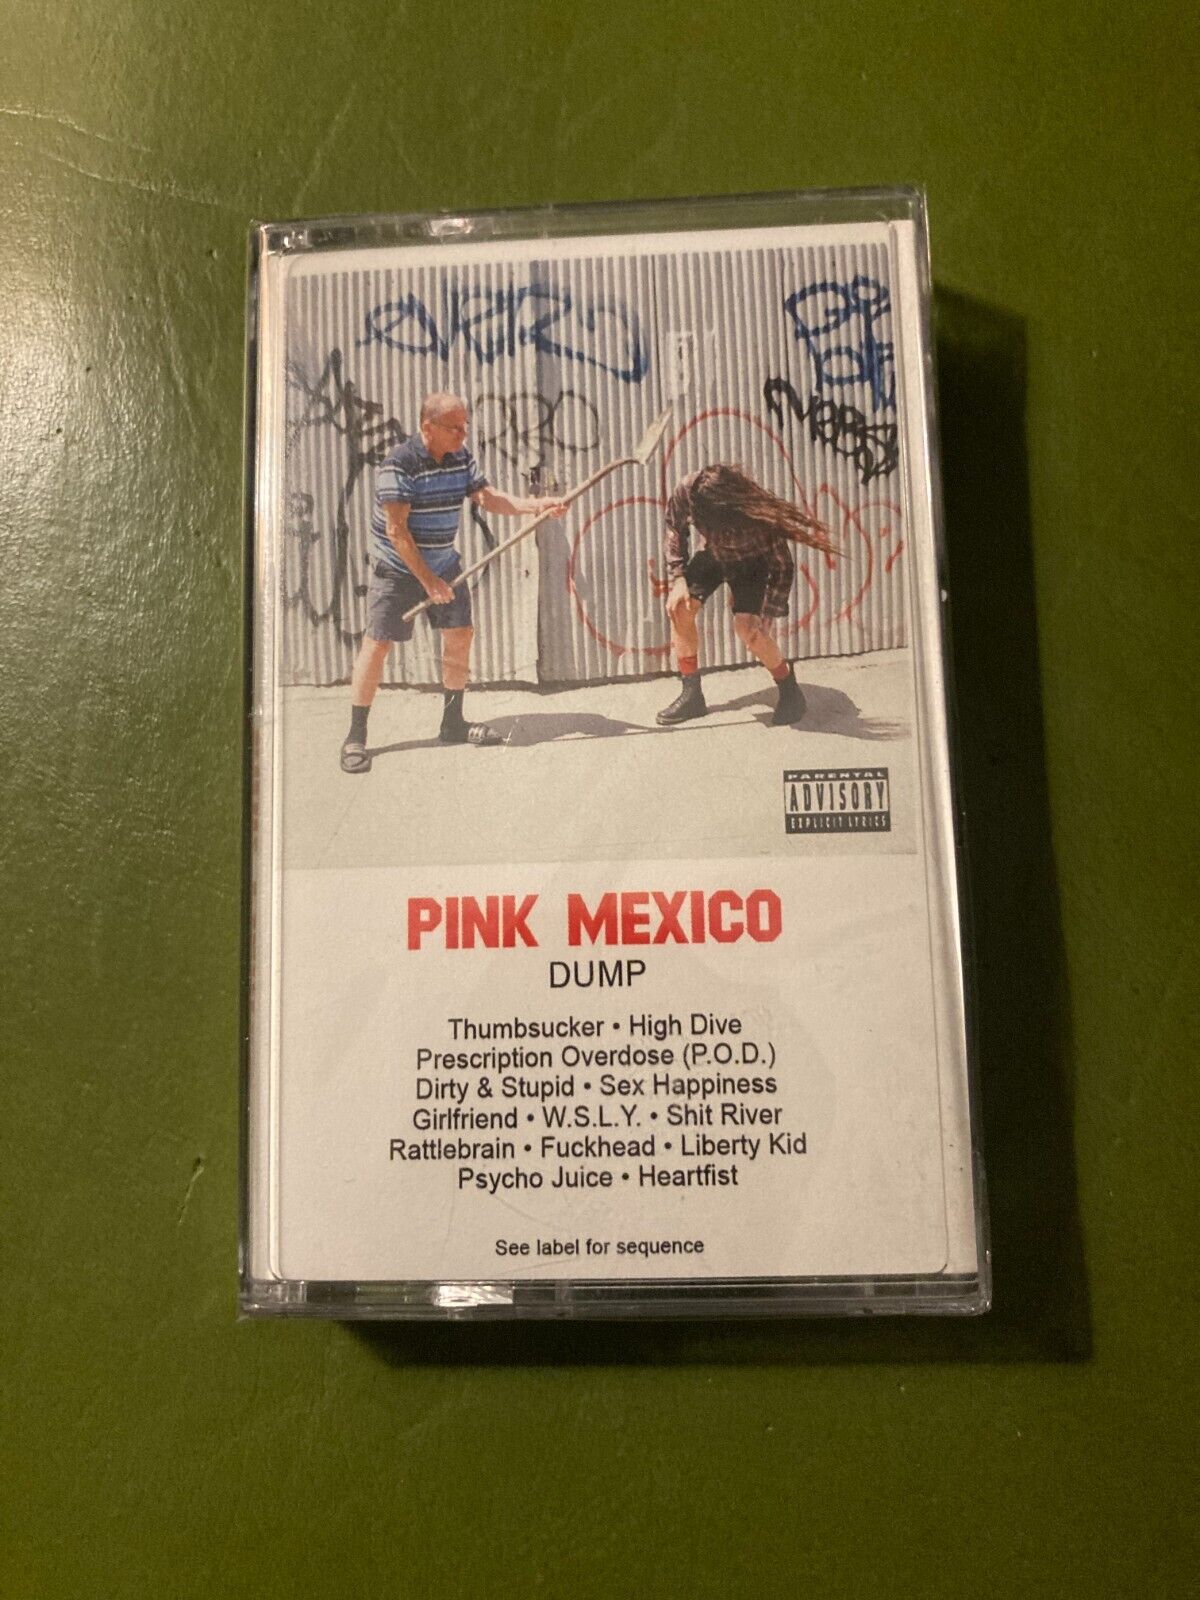 PARENTAL
ADVISORY
EXPLICIT LYRICS
PINK MEXICO
DUMP
Thumbsucker • High Dive
Prescription Overdose (P.O.D.)
Dirty & Stupid • Sex Happiness
Girlfriend • W.S.L.Y. • Shit River
Rattlebrain • Fuckhead • Liberty Kid
Psycho Juice • Heartfist
See label for sequence